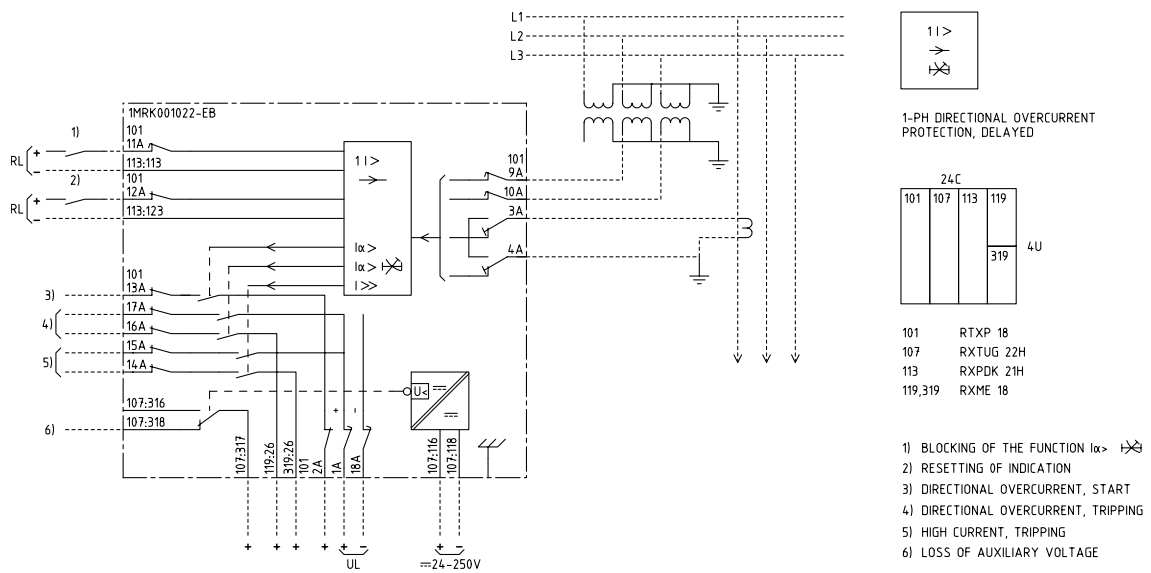 L1
L2
L3
1 I>
1-PH DIRECTIONAL OVERCURRENT
PROTECTION, DELAYED
1MRK001022-EB
1)
101
11A
RL
+
−
113:113
2)
101
12A
RL
+
−
113:123
1 I>
Iα>
Iα>
I>>
101
9A
10A
3A
4A
24C
101
107
113
119
319
4U
101
13A
3)
17A
4)
16A
15A
5)
14A
101 RTXP 18
107 RXTUG 22H
113 RXPDK 21H
119,319 RXME 18
107:316
107:318
6)
U<
+ -
107:317
119:26
319:26
101
2A
1A
18A
107:116
107:118
+ + + + + −
+ −
UL
24-250V
1) BLOCKING OF THE FUNCTION Iα>
2) RESETTING OF INDICATION
3) DIRECTIONAL OVERCURRENT, START
4) DIRECTIONAL OVERCURRENT, TRIPPING
5) HIGH CURRENT, TRIPPING
6) LOSS OF AUXILIARY VOLTAGE